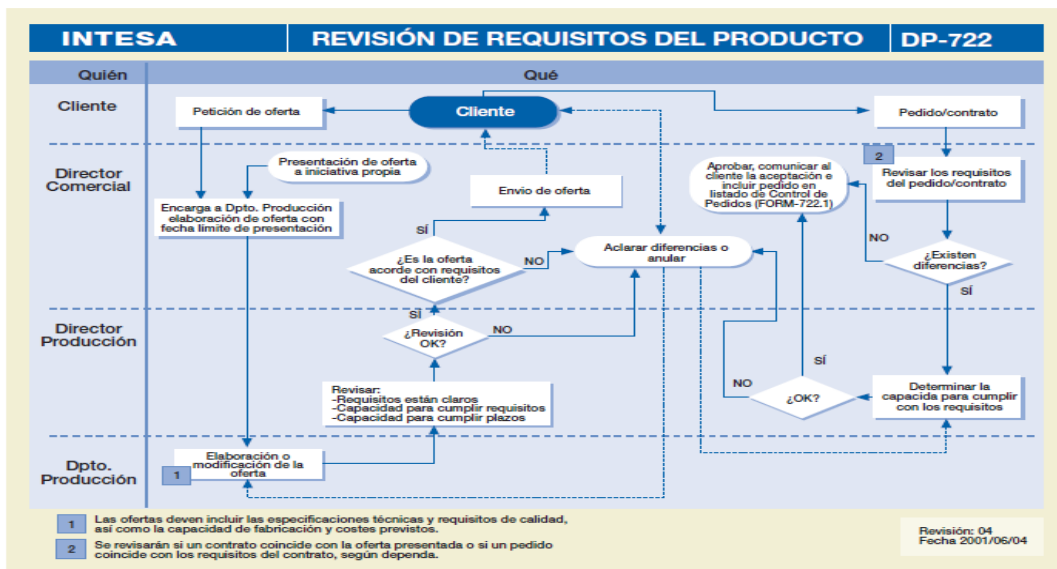 INTESA
REVISIÓN DE REQUISITOS DEL PRODUCTO
DP-722
Quién
Qué
Cliente
Petición de oferta
Cliente
Pedido/contrato
Director
Comercial
Presentación de oferta
a iniciativa propia
Envio de oferta
Aprobar, comunicar al
cliente la aceptación e
incluir pedido en
listado de Control de
Pedidos (FORM-722.1)
2
Revisar los requisitos
del pedido/contrato
Encarga a Dpto. Producción
elaboración de oferta con
fecha límite de presentación
SÍ
¿Es la oferta
acorde con requisitos
del cliente?
NO
Aclarar diferencias o
anular
NO
¿Existen
diferencias?
SÍ
Director
Producción
SÍ
¿Revisión
OK?
NO
Revisar:
-Requisitos están claros
-Capacidad para cumplir requisitos
-Capacidad para cumplir plazos
NO
SÍ
¿OK?
Determinar la
capacida para cumplir
con los requisitos
Dpto.
Producción
1
Elaboración o
modificación de la
oferta
1
Las ofertas deben incluir las especificaciones técnicas y requisitos de calidad,
así como la capacidad de fabricación y costes previstos.
2
Se revisarán si un contrato coincide con la oferta presentada o si un pedido
coincide con los requisitos del contrato, según dependa.
Revisión: 04
Fecha 2001/06/04